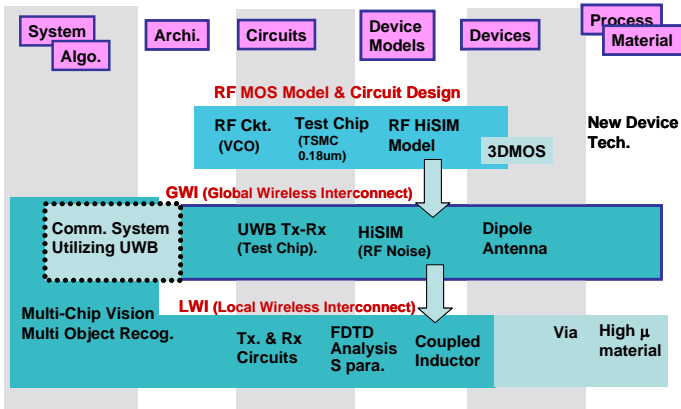 System
Algo.
Archi.
Circuits
Device
Models
Devices
Process
Material
RF MOS Model & Circuit Design
RF Ckt.
(VCO)
Test Chip
(TSMC
0.18um)
RF HiSIM
Model
3DMOS
New Device
Tech.
GWI (Global Wireless Interconnect)
Comm. System
Utilizing UWB
UWB Tx-Rx
(Test Chip).
HiSIM
(RF Noise)
Dipole
Antenna
LWI (Local Wireless Interconnect)
Multi-Chip Vision
Multi Object Recog.
Tx. & Rx
Circuits
FDTD
Analysis
S para.
Coupled
Inductor
Via
High μ
material